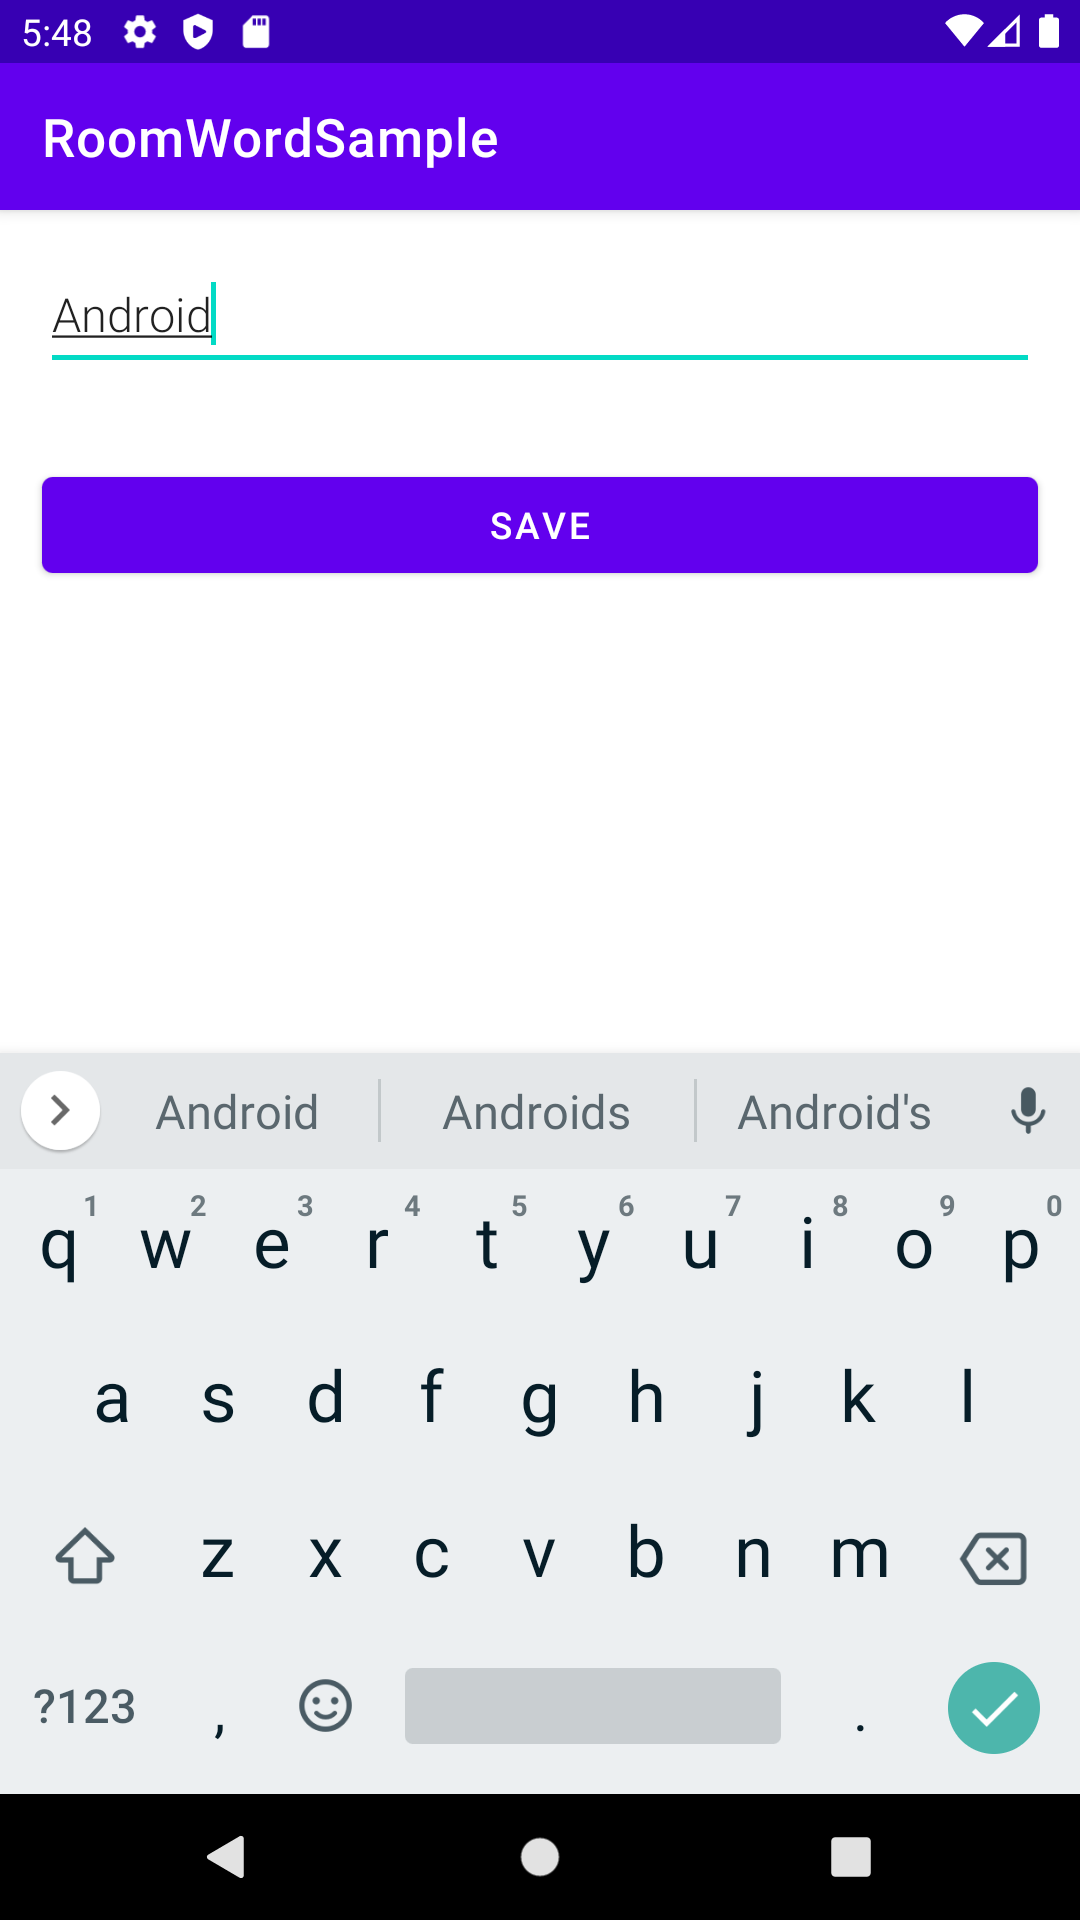 5:48
RoomWordSample
Android
SAVE
Android Androids Android's
1 2 3 4 5 6 7 8 9 0
q w e r t y u i o p
a s d f g h j k l
z x c v b n m
?123 , .